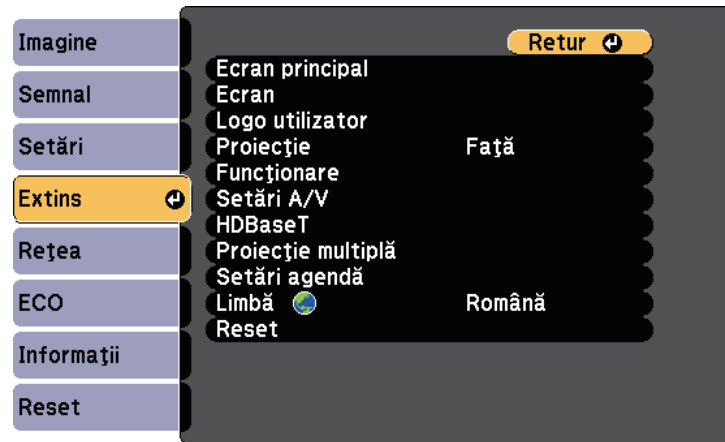 Imagine
Semnal
Setări
Extins
Reţea
ECO
Informaţii
Reset
Retur
Ecran principal
Ecran
Logo utilizator
Proiecţie Faţă
Funcţionare
Setări A/V
HDBaseT
Proiecţie multiplă
Setări agendă
Limbă Română
Reset